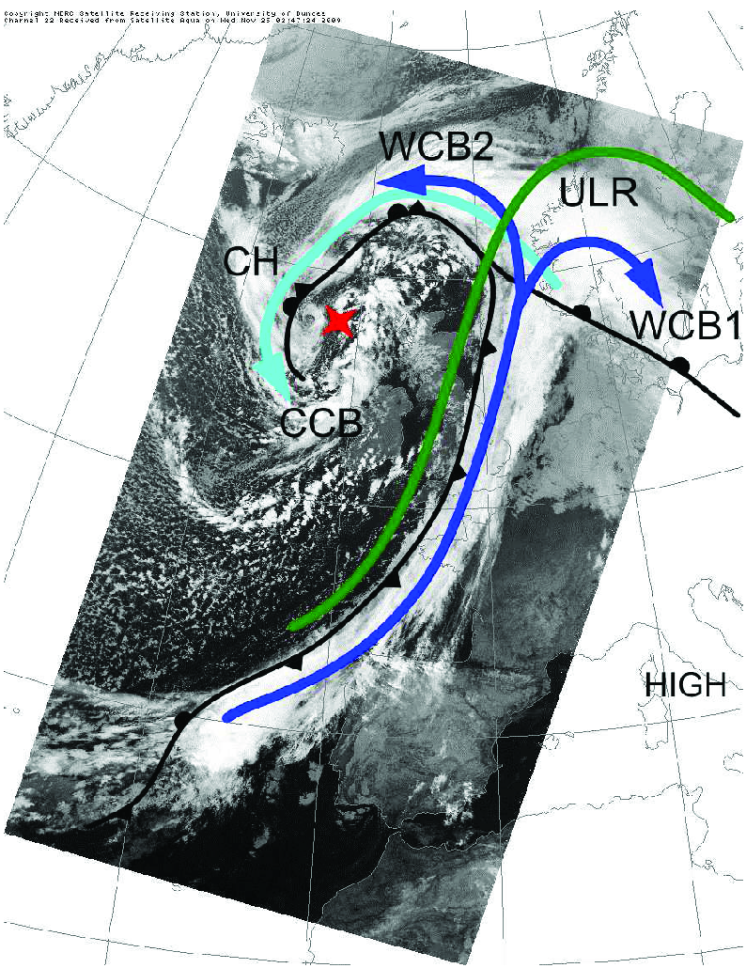 Copyright NERC Satellite Receiving Station, University of Dundee
Channel 22 Received from Satellite Aqua on Wed Nov 25 02:47:24 2009
WCB2
ULR
CH
WCB1
CCB
HIGH